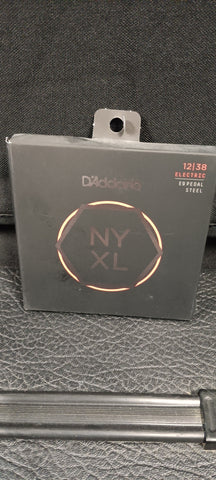 12|38
ELECTRIC
E9 PEDAL
STEEL
D'Addario
NY
XL